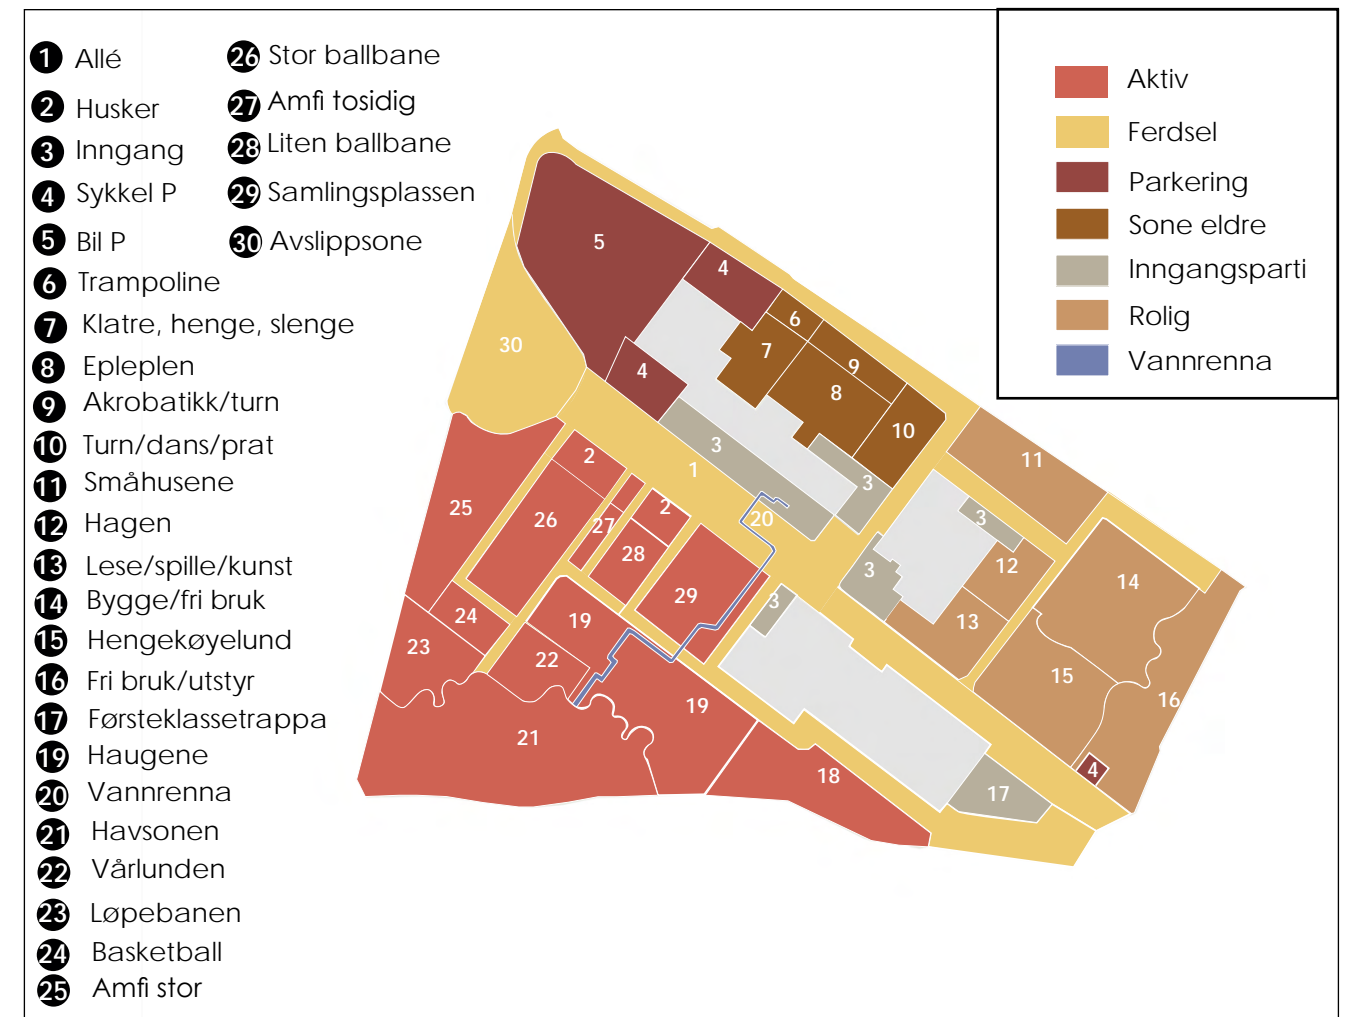 1 Allé
2 Husker
3 Inngang
4 Sykkel P
5 Bil P
6 Trampoline
7 Klatre, henge, slenge
8 Epleplen
9 Akrobatikk/turn
10 Turn/dans/prat
11 Småhusene
12 Hagen
13 Lese/spille/kunst
14 Bygge/fri bruk
15 Hengekøyelund
16 Fri bruk/utstyr
17 Førsteklassetrappa
19 Haugene
20 Vannrenna
21 Havsonen
22 Vårlunden
23 Løpebanen
24 Basketball
25 Amfi stor
26 Stor ballbane
27 Amfi tosidig
28 Liten ballbane
29 Samlingsplassen
30 Avslippsone
Aktiv
Ferdsel
Parkering
Sone eldre
Inngangsparti
Rolig
Vannrenna
5
4
6
30
7
9
4
8
10
3
2
1
11
3
25
2
26
27
20
3
28
3
12
14
29
3
24
19
13
23
22
15
16
19
21
18
4
17